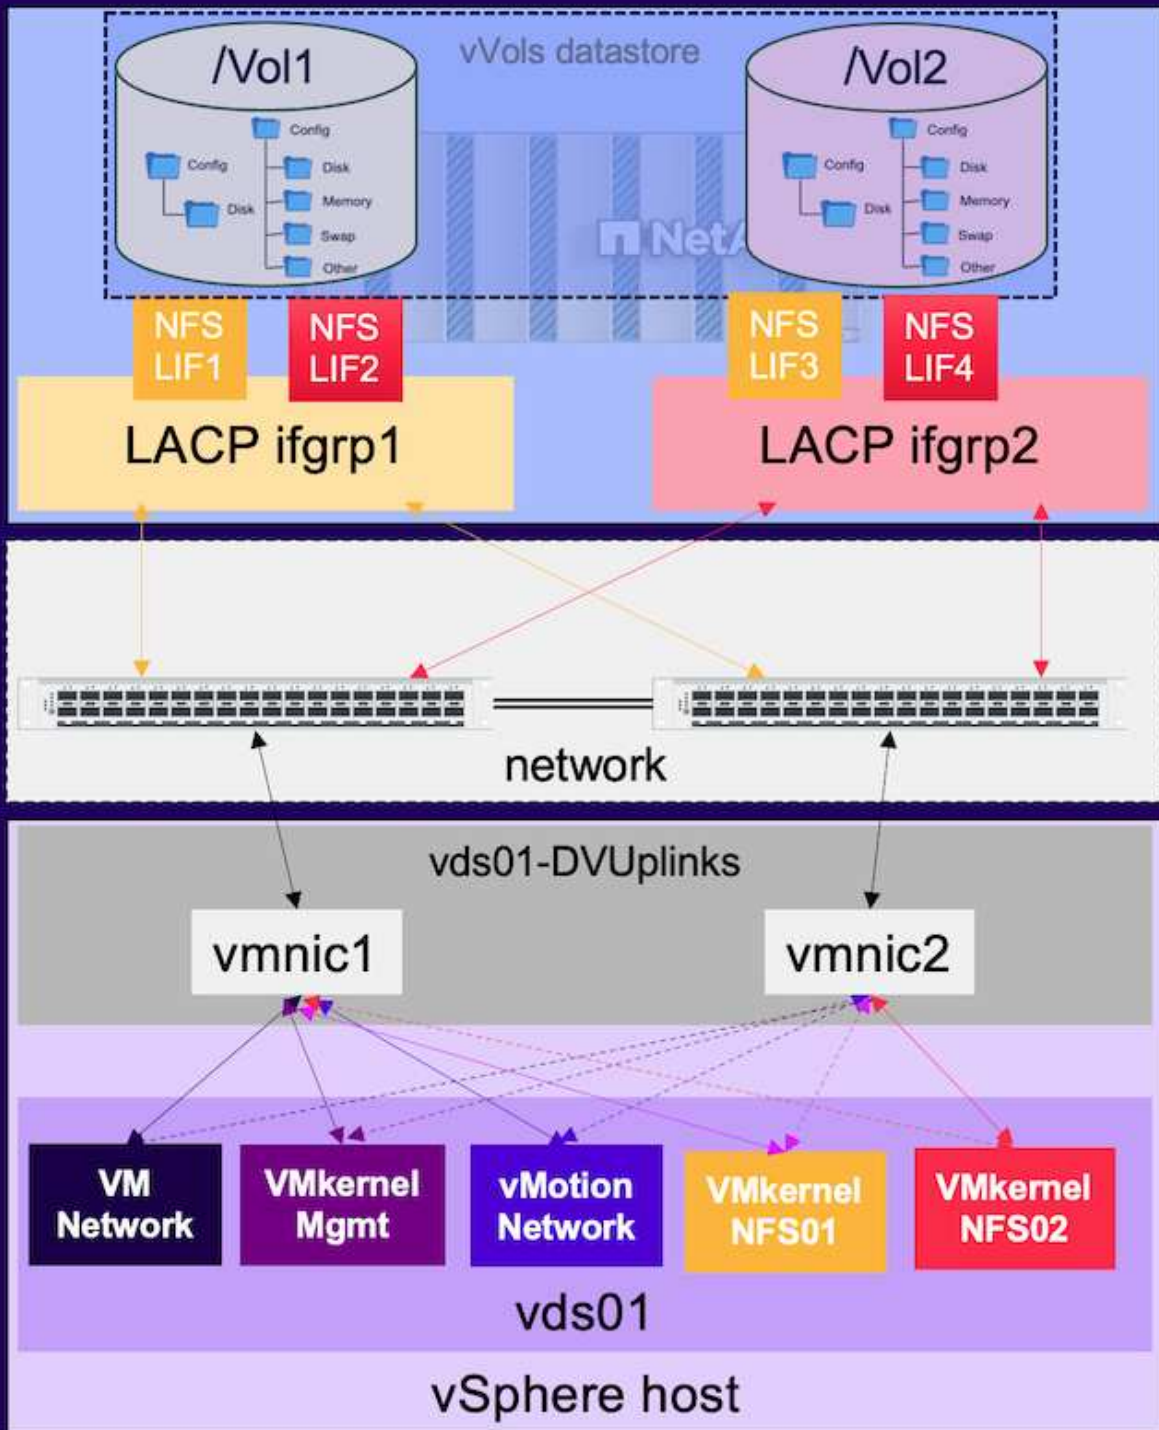 vVols datastore
/Vol1
/Vol2
Config
Config
Disk
Disk
Memory
Swap
Other
Config
Config
Disk
Disk
Memory
Swap
Other
NetA
NFS
LIF1
NFS
LIF2
NFS
LIF3
NFS
LIF4
LACP ifgrp1
LACP ifgrp2
network
vds01-DVUplinks
vmnic1
vmnic2
VM
Network
VMkernel
Mgmt
vMotion
Network
VMkernel
NFS01
VMkernel
NFS02
vds01
vSphere host